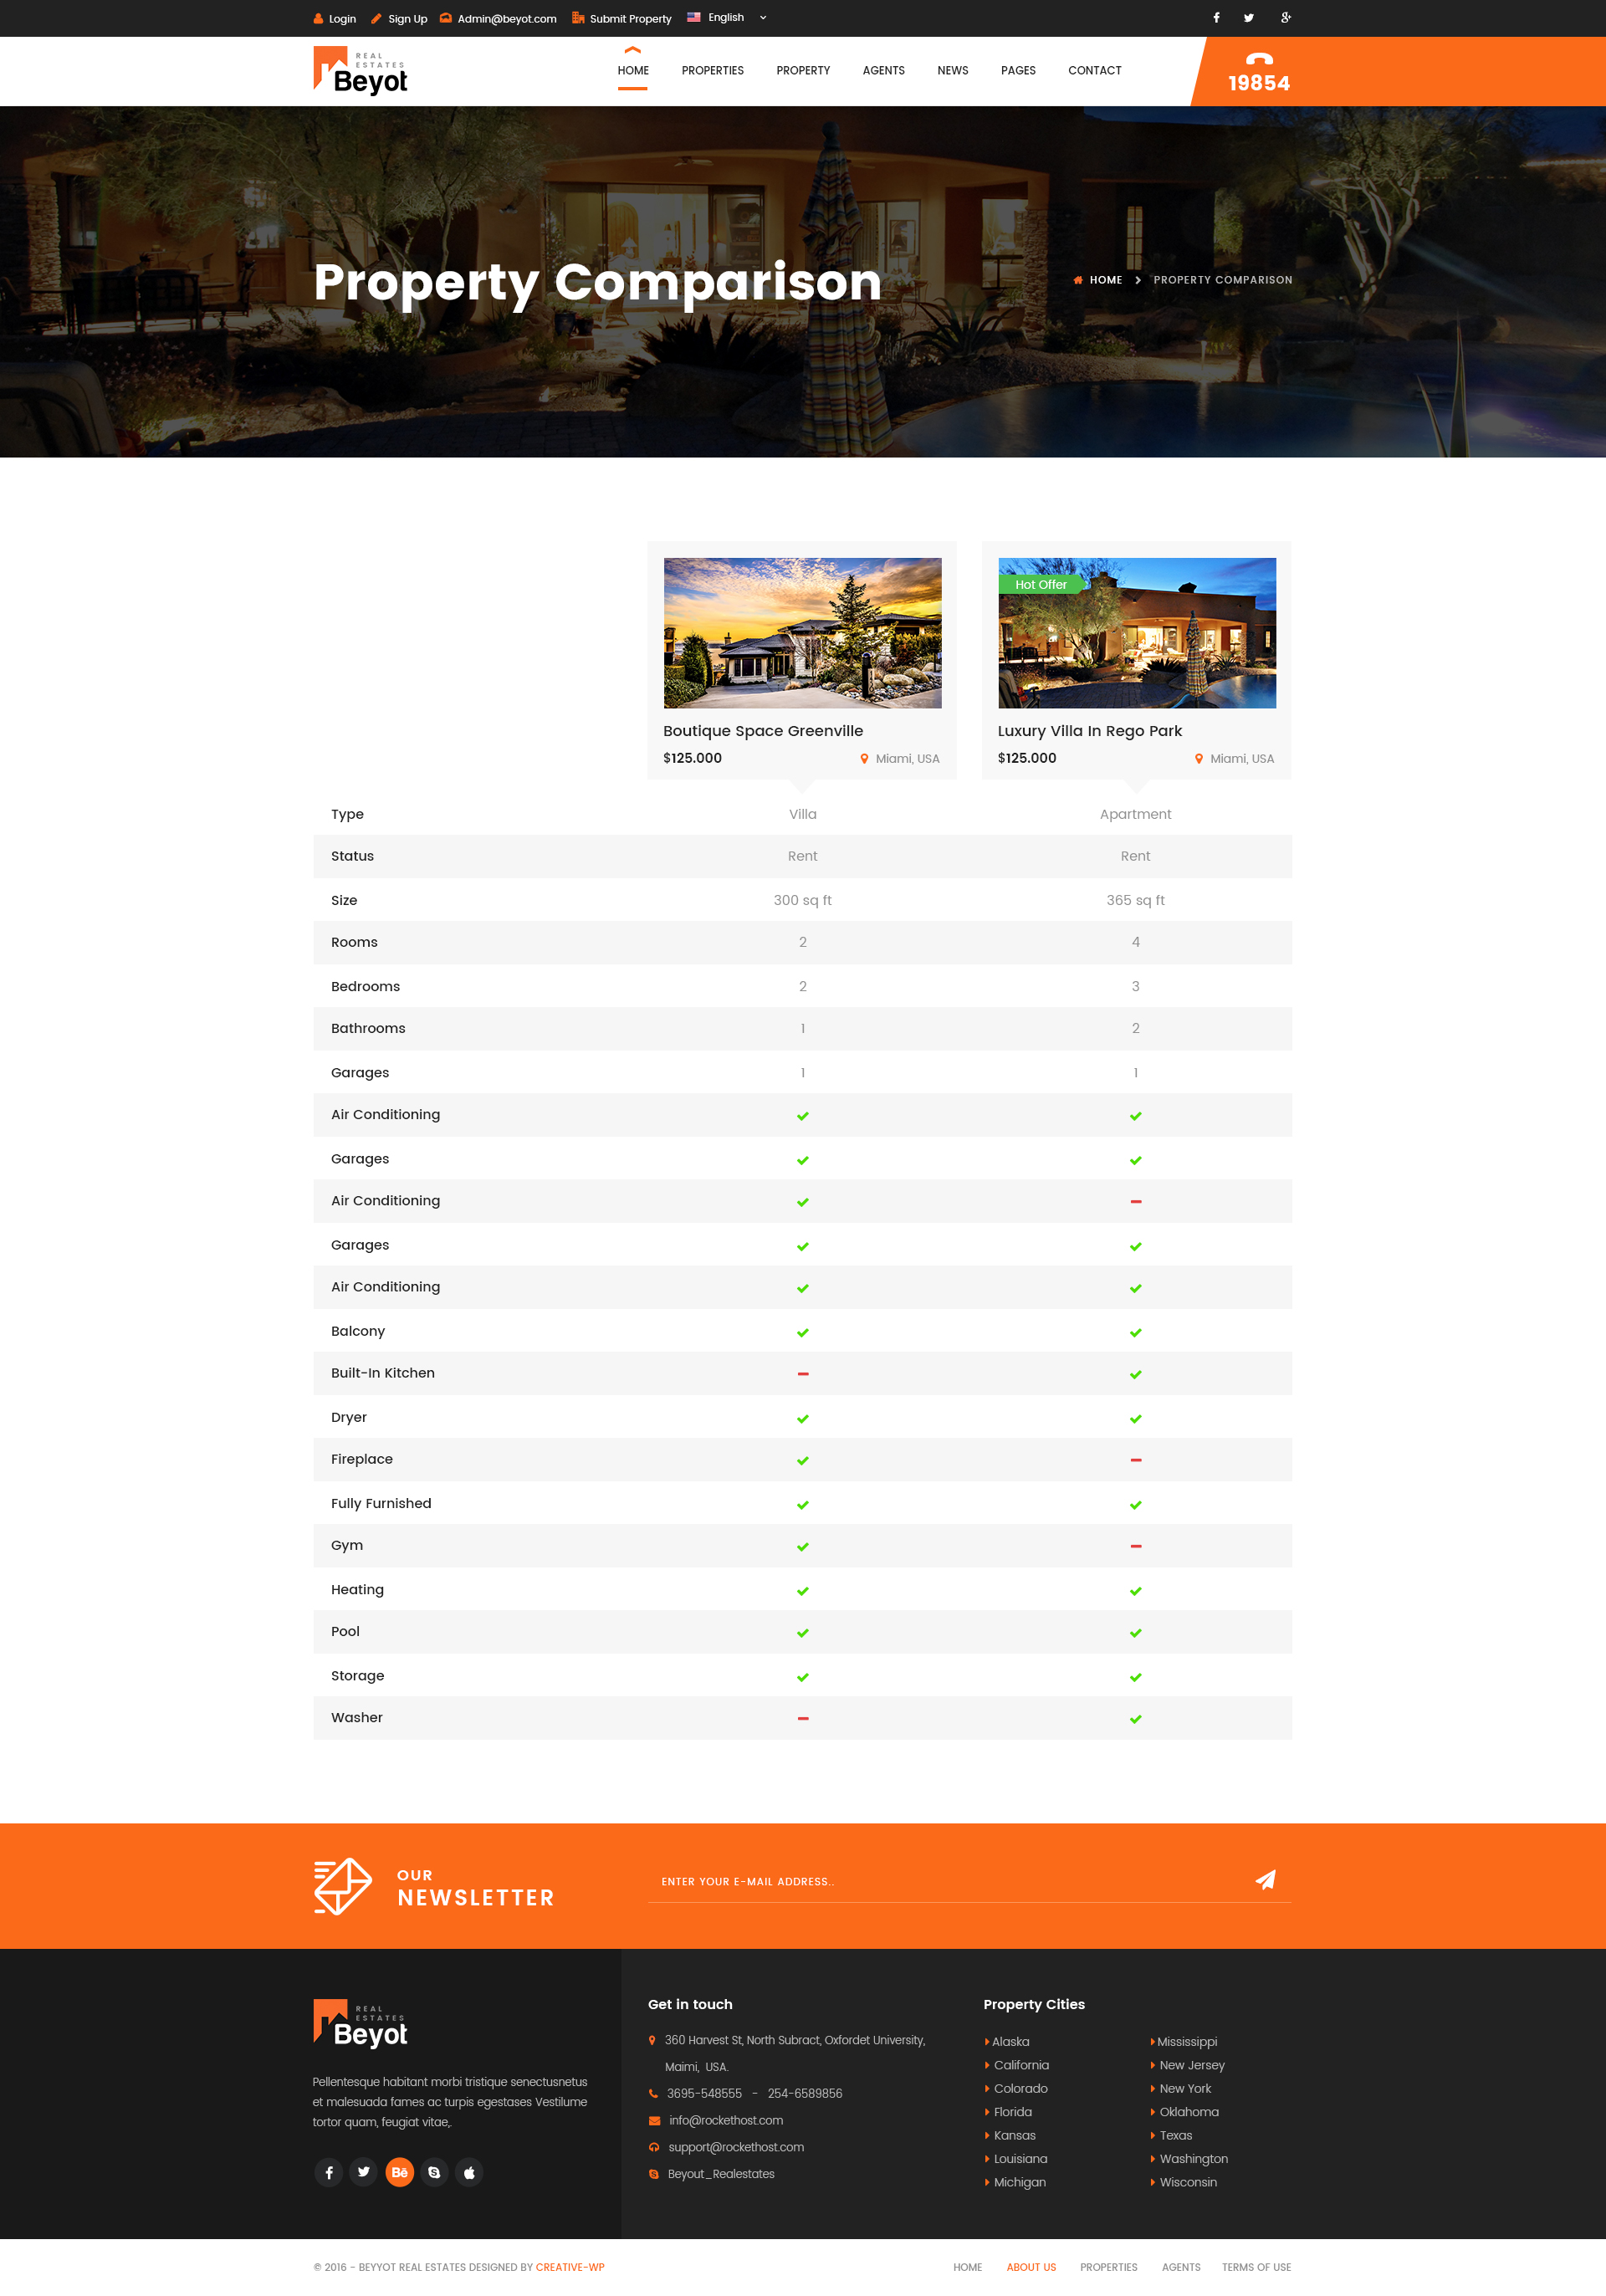 Login Sign Up Admin@beyot.com Submit Property English
REAL
ESTATES
Beyot
HOME PROPERTIES PROPERTY AGENTS NEWS PAGES CONTACT
19854
Property Comparison
HOME PROPERTY COMPARISON
Hot Offer
Boutique Space Greenville
$125.000 Miami, USA
Luxury Villa In Rego Park
$125.000 Miami, USA
Type Villa Apartment
Status Rent Rent
Size 300 sq ft 365 sq ft
Rooms 2 4
Bedrooms 2 3
Bathrooms 1 2
Garages 1 1
Air Conditioning
Garages
Air Conditioning
Garages
Air Conditioning
Balcony
Built-In Kitchen
Dryer
Fireplace
Fully Furnished
Gym
Heating
Pool
Storage
Washer
OUR
NEWSLETTER
ENTER YOUR E-MAIL ADDRESS..
REAL
ESTATES
Beyot
Pellentesque habitant morbi tristique senectusnetus
et malesuada fames ac turpis egestases Vestilume
tortor quam, feugiat vitae,.
Bē
Get in touch
360 Harvest St, North Subract, Oxfordet University,
Maimi, USA.
3695-548555 - 254-6589856
info@rockethost.com
support@rockethost.com
Beyout_Realestates
Property Cities
Alaska
California
Colorado
Florida
Kansas
Louisiana
Michigan
Mississippi
New Jersey
New York
Oklahoma
Texas
Washington
Wisconsin
© 2016 - BEYYOT REAL ESTATES DESIGNED BY CREATIVE-WP
HOME ABOUT US PROPERTIES AGENTS TERMS OF USE